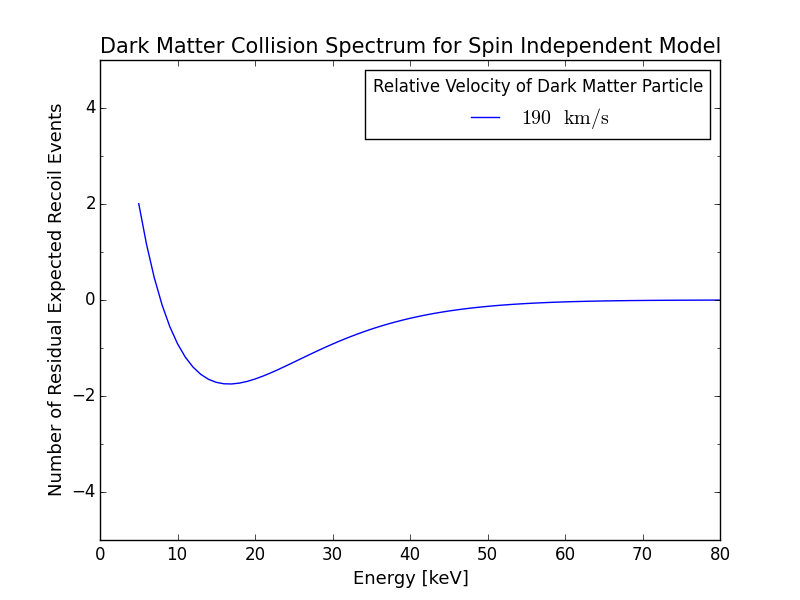 Dark Matter Collision Spectrum for Spin Independent Model
Relative Velocity of Dark Matter Particle
190 km/s
Number of Residual Expected Recoil Events
4
2
0
−2
−4
0 10 20 30 40 50 60 70 80
Energy [keV]